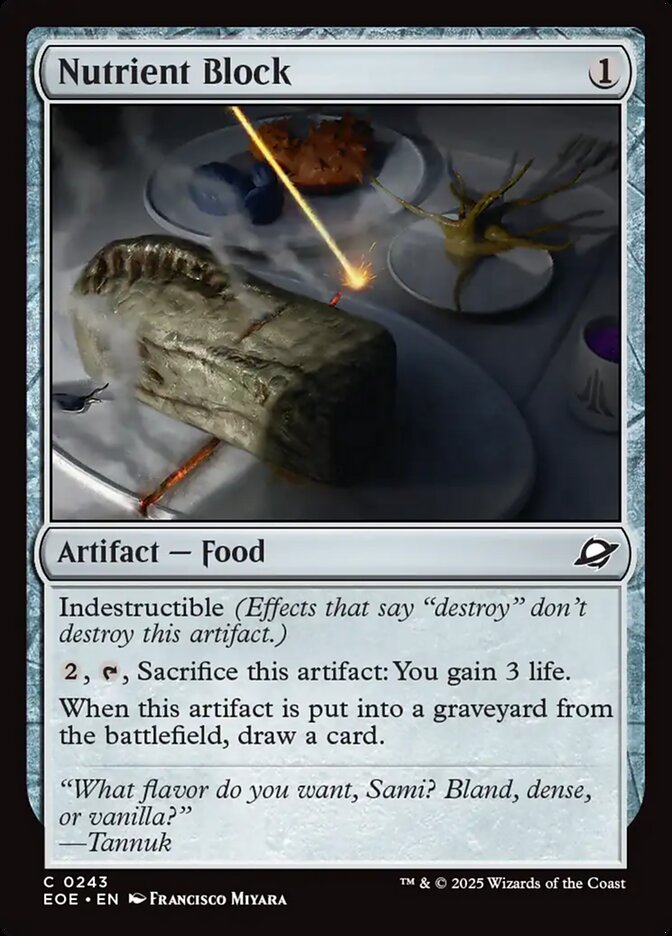 Nutrient Block 1
Artifact — Food
Indestructible (Effects that say “destroy” don’t
destroy this artifact.)
2, , Sacrifice this artifact: You gain 3 life.
When this artifact is put into a graveyard from
the battlefield, draw a card.
“What flavor do you want, Sami? Bland, dense,
or vanilla?”
—Tannuk
C 0243
EOE • EN Francisco Miyara
™ & © 2025 Wizards of the Coast